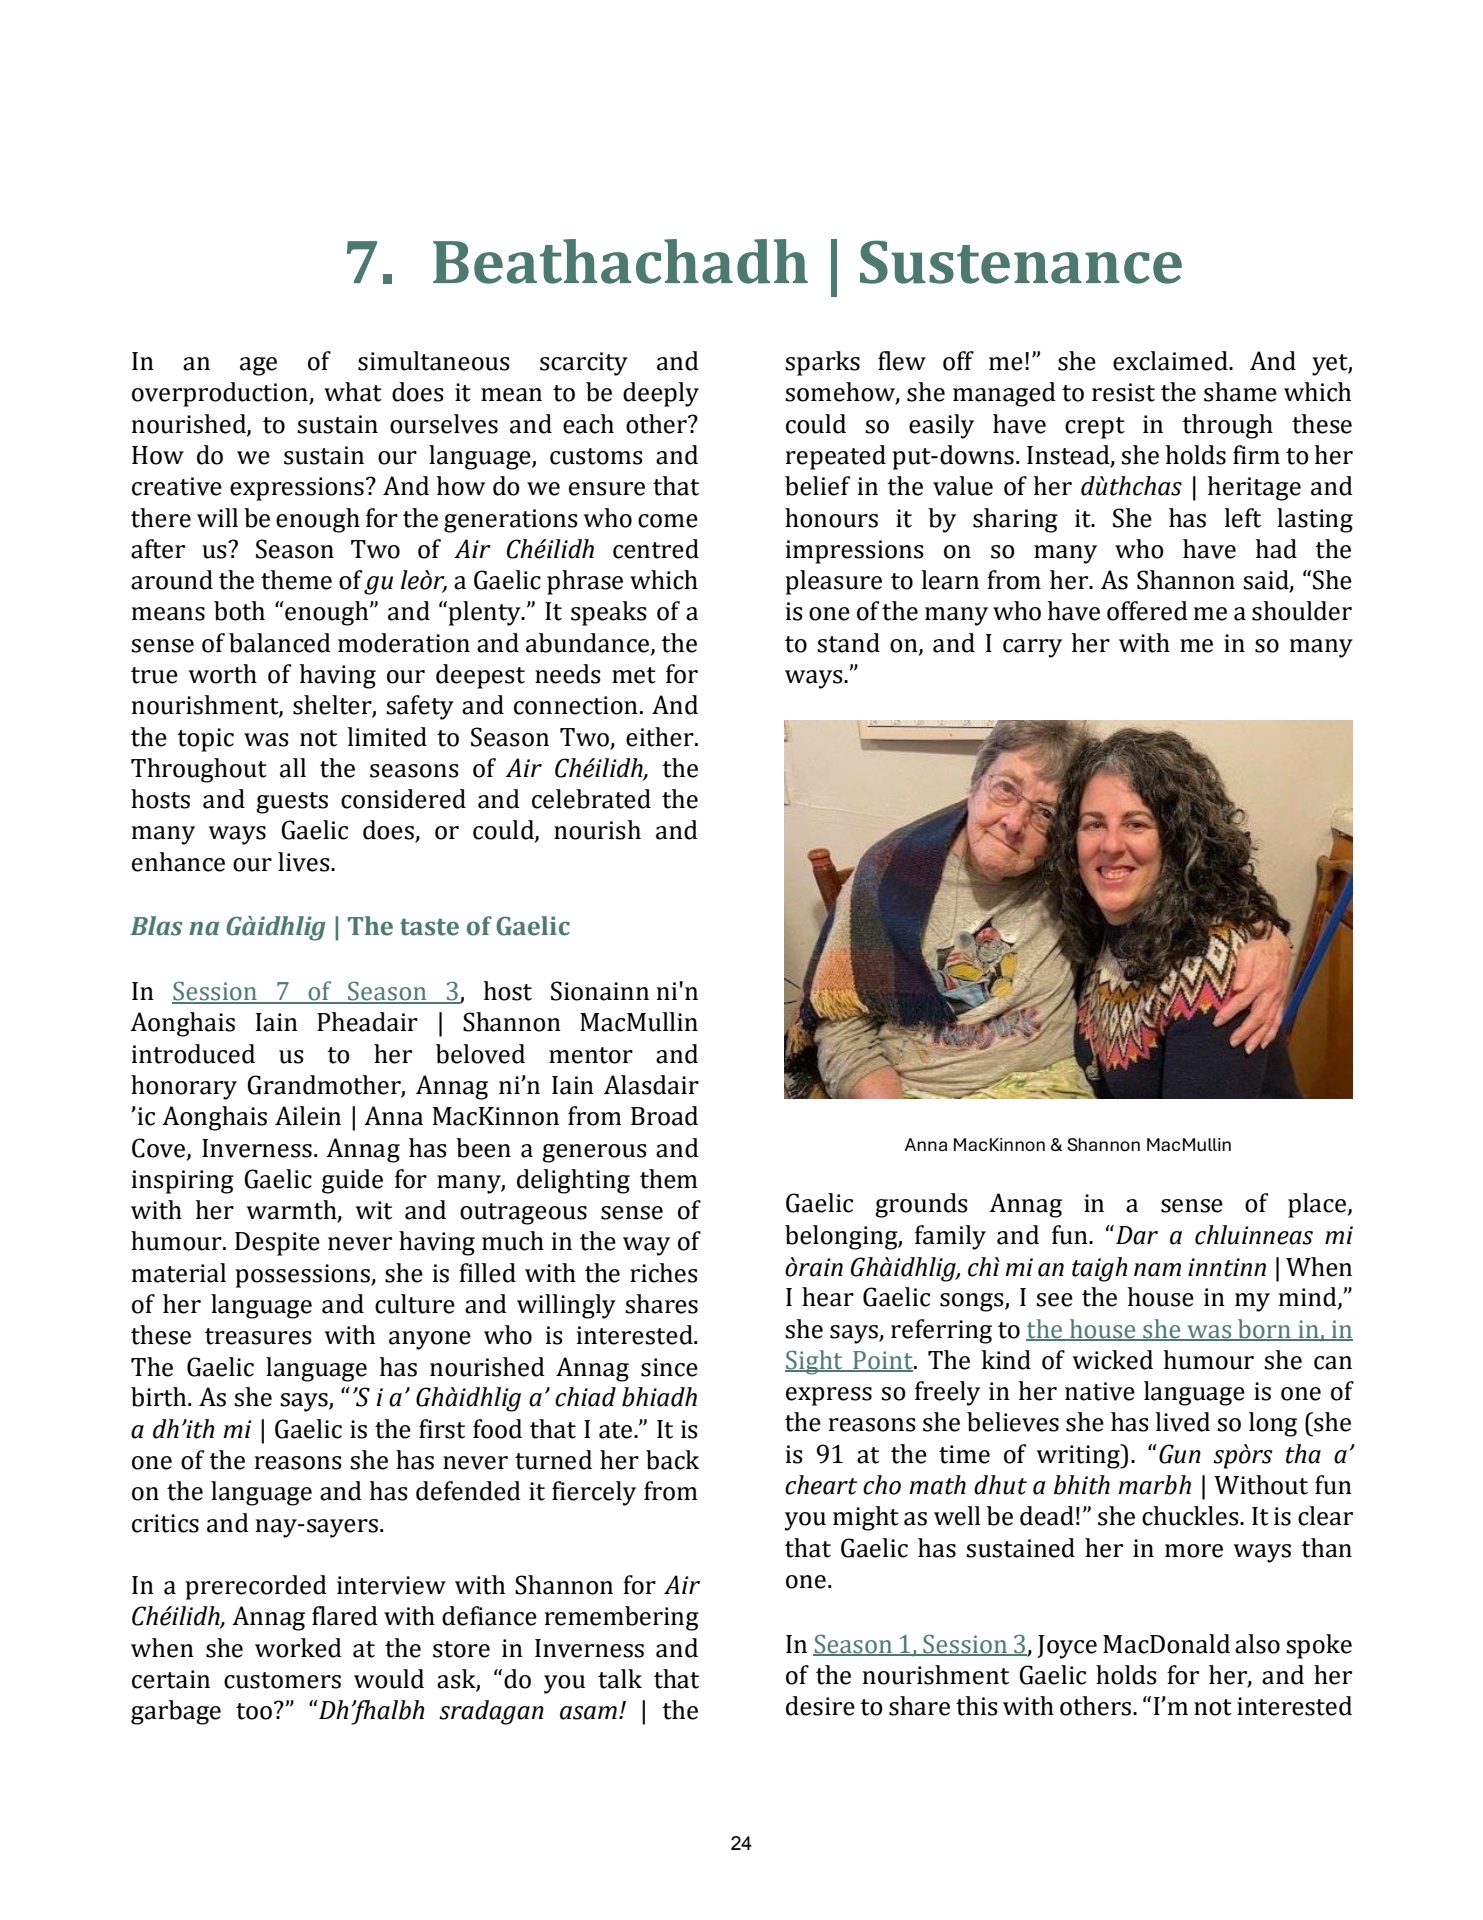 7. Beathachadh | Sustenance
In an age of simultaneous scarcity and
overproduction, what does it mean to be deeply
nourished, to sustain ourselves and each other?
How do we sustain our language, customs and
creative expressions? And how do we ensure that
there will be enough for the generations who come
after us? Season Two of Air Chéilidh centred
around the theme of gu leòr, a Gaelic phrase which
means both “enough” and “plenty.” It speaks of a
sense of balanced moderation and abundance, the
true worth of having our deepest needs met for
nourishment, shelter, safety and connection. And
the topic was not limited to Season Two, either.
Throughout all the seasons of Air Chéilidh, the
hosts and guests considered and celebrated the
many ways Gaelic does, or could, nourish and
enhance our lives.
Blas na Gàidhlig | The taste of Gaelic
In Session 7 of Season 3, host Sionainn ni'n
Aonghais Iain Pheadair | Shannon MacMullin
introduced us to her beloved mentor and
honorary Grandmother, Annag ni’n Iain Alasdair
’ic Aonghais Ailein | Anna MacKinnon from Broad
Cove, Inverness. Annag has been a generous and
inspiring Gaelic guide for many, delighting them
with her warmth, wit and outrageous sense of
humour. Despite never having much in the way of
material possessions, she is filled with the riches
of her language and culture and willingly shares
these treasures with anyone who is interested.
The Gaelic language has nourished Annag since
birth. As she says, “’S i a’ Ghàidhlig a’ chiad bhiadh
a dh’ith mi | Gaelic is the first food that I ate.” It is
one of the reasons she has never turned her back
on the language and has defended it fiercely from
critics and nay-sayers.
In a prerecorded interview with Shannon for Air
Chéilidh, Annag flared with defiance remembering
when she worked at the store in Inverness and
certain customers would ask, “do you talk that
garbage too?” “Dh’fhalbh sradagan asam! | the
sparks flew off me!” she exclaimed. And yet,
somehow, she managed to resist the shame which
could so easily have crept in through these
repeated put-downs. Instead, she holds firm to her
belief in the value of her dùthchas | heritage and
honours it by sharing it. She has left lasting
impressions on so many who have had the
pleasure to learn from her. As Shannon said, “She
is one of the many who have offered me a shoulder
to stand on, and I carry her with me in so many
ways.”
Anna MacKinnon & Shannon MacMullin
Gaelic grounds Annag in a sense of place,
belonging, family and fun. “Dar a chluinneas mi
òrain Ghàidhlig, chì mi an taigh nam inntinn | When
I hear Gaelic songs, I see the house in my mind,”
she says, referring to the house she was born in, in
Sight Point. The kind of wicked humour she can
express so freely in her native language is one of
the reasons she believes she has lived so long (she
is 91 at the time of writing). “Gun spòrs tha a’
cheart cho math dhut a bhith marbh | Without fun
you might as well be dead!” she chuckles. It is clear
that Gaelic has sustained her in more ways than
one.
In Season 1, Session 3, Joyce MacDonald also spoke
of the nourishment Gaelic holds for her, and her
desire to share this with others. “I’m not interested
24